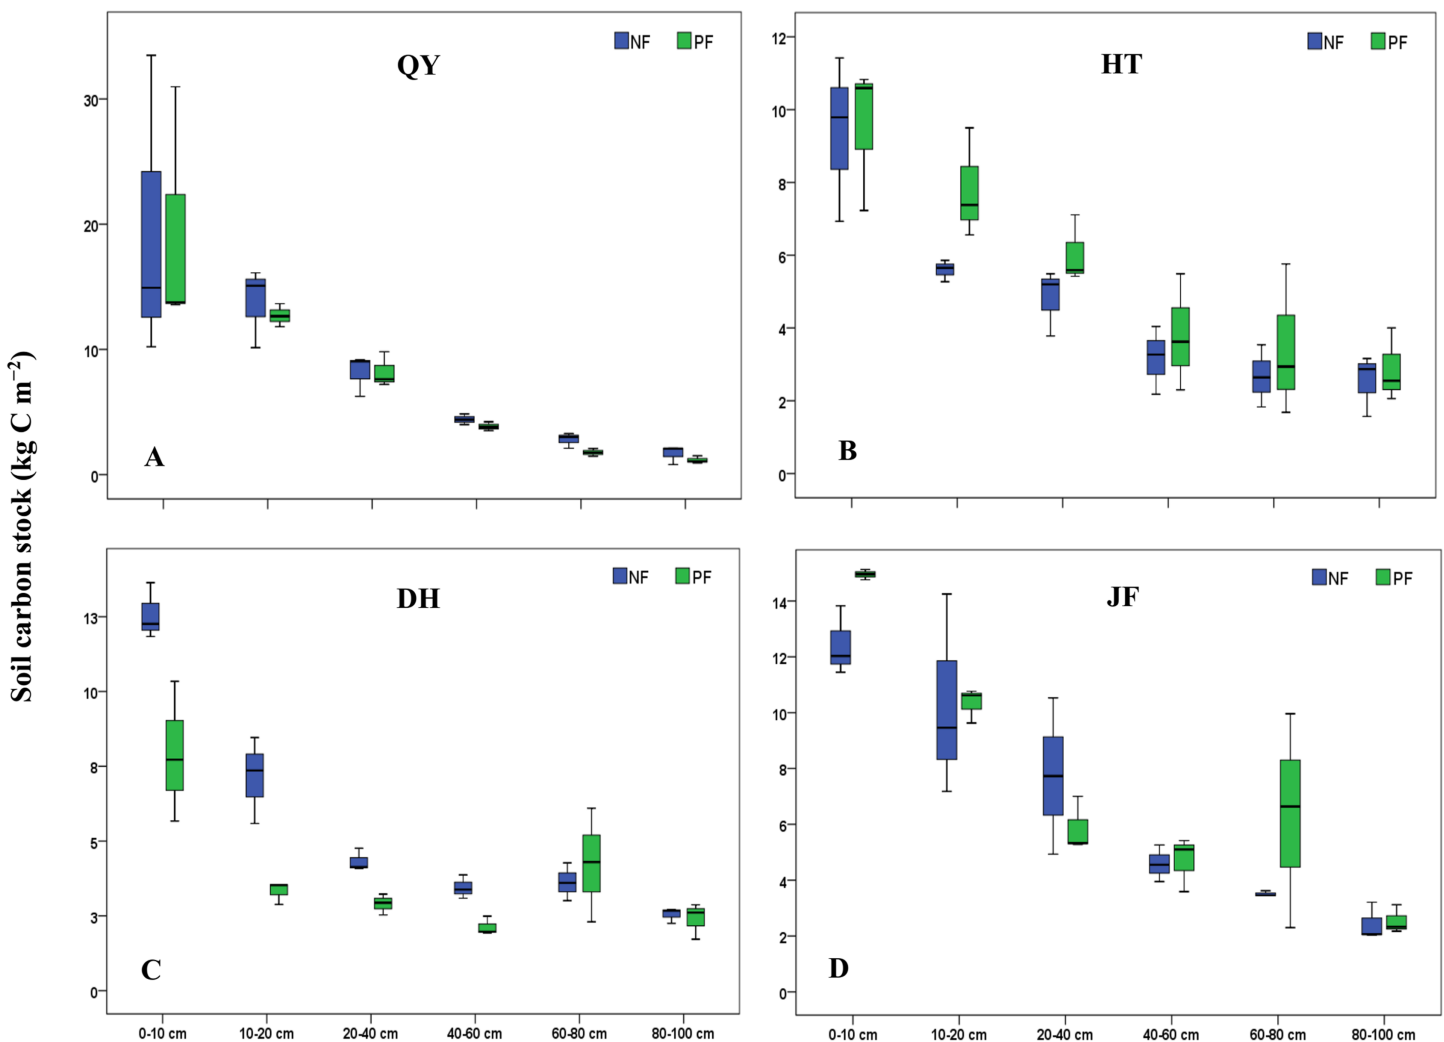 Soil carbon stock (kg C m⁻²)
QY
NF
PF
30
20
10
0
A
HT
NF
PF
12
10
8
6
4
2
0
B
DH
NF
PF
13
10
8
5
3
0
C
0-10 cm
10-20 cm
20-40 cm
40-60 cm
60-80 cm
80-100 cm
JF
NF
PF
14
12
10
8
6
4
2
0
D
0-10 cm
10-20 cm
20-40 cm
40-60 cm
60-80 cm
80-100 cm